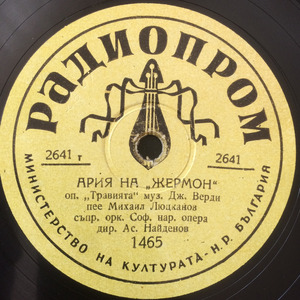 РАДИОПРОМ
2641 т
2641
АРИЯ НА „ЖЕРМОН“
оп. „Травиата“ муз. Дж. Верди
пее Михаил Люцканов
съпр. орк. Соф. нар. опера
дир. Ас. Найденов
1465
МИНИСТЕРСТВО НА КУЛТУРАТА-Н.Р. БЪЛГАРИЯ